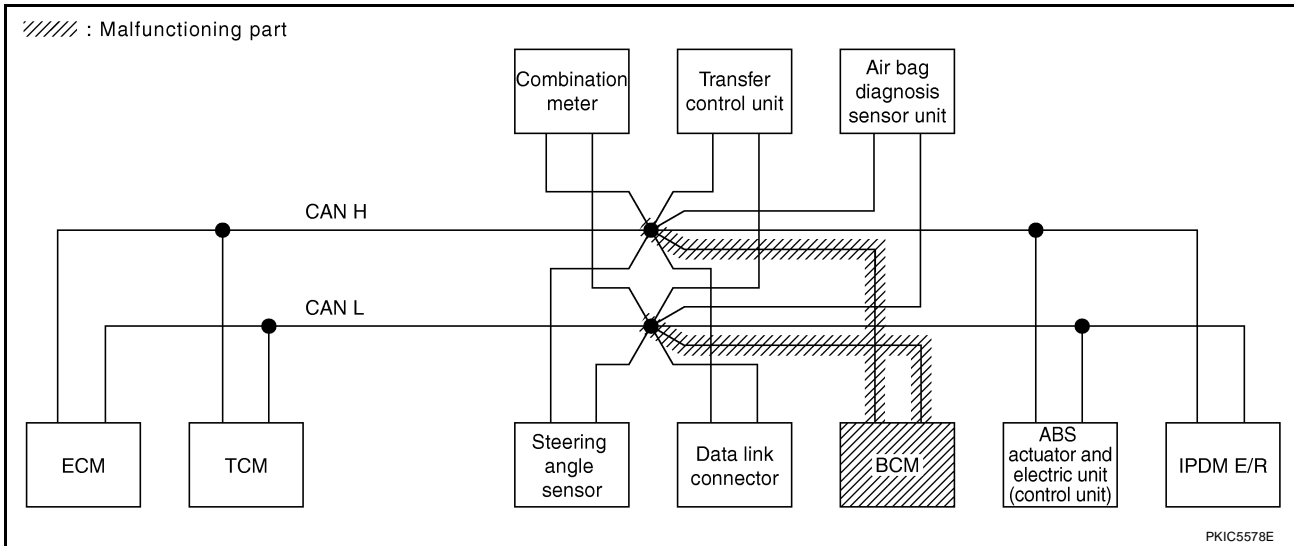 : Malfunctioning part
Combination
meter
Transfer
control unit
Air bag
diagnosis
sensor unit
CAN H
CAN L
ECM
TCM
Steering
angle
sensor
Data link
connector
BCM
ABS
actuator and
electric unit
(control unit)
IPDM E/R
PKIC5578E